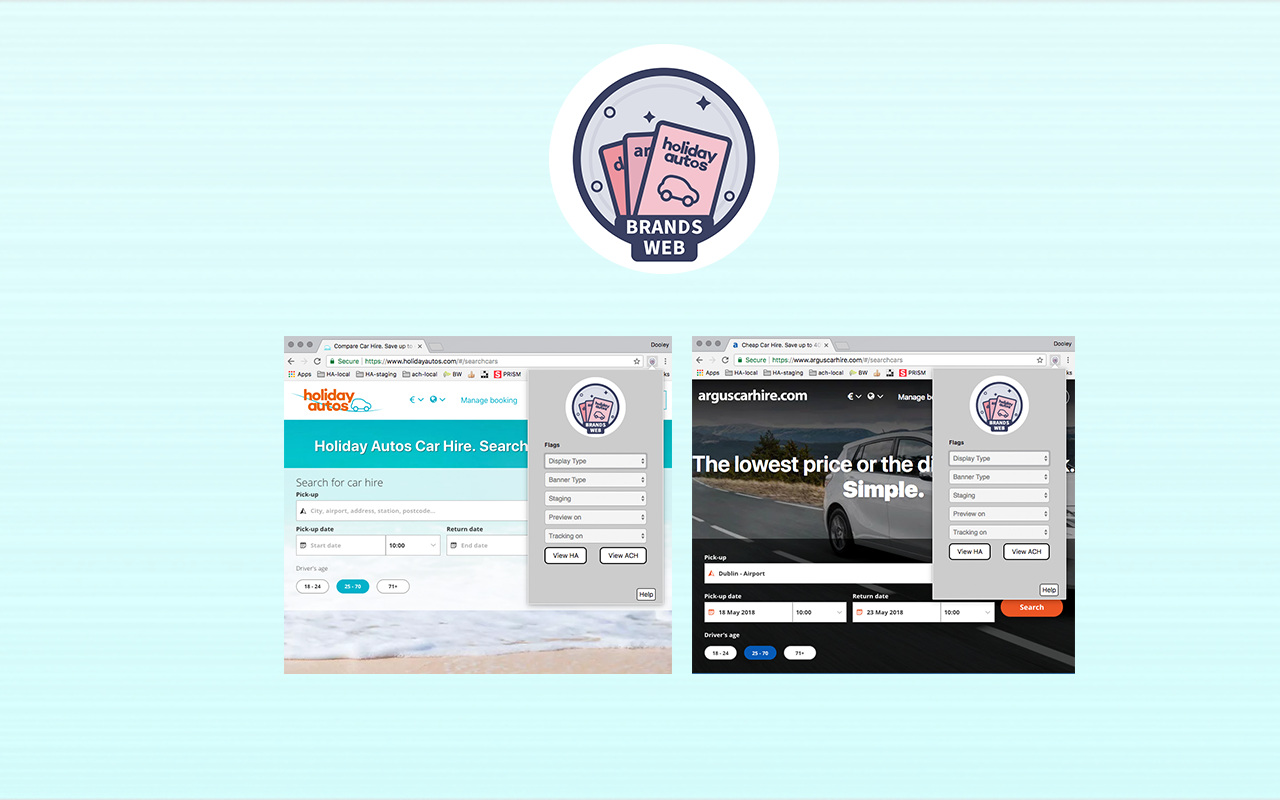 d
ar
holiday
autos
BRANDS
WEB
Compare Car Hire. Save up to
Dooley
Secure
https://www.holidayautos.com/#/searchcars
Apps
HA-local
HA-staging
ach-local
BW
PRISM
ks
holiday
autos
€
Manage booking
Holiday Autos Car Hire. Search
Search for car hire
Pick-up
City, airport, address, station, postcode...
Pick-up date
Return date
Start date
10:00
End date
Driver's age
18 - 24
25 - 70
71+
holiday
autos
BRANDS
WEB
Flags
Display Type
Banner Type
Staging
Preview on
Tracking on
View HA
View ACH
Help
a
Cheap Car Hire. Save up to 40
Dooley
Secure
https://www.arguscarhire.com/#/searchcars
Apps
HA-local
HA-staging
ach-local
BW
PRISM
ks
arguscarhire.com
€
Manage bo
The lowest price or the di
k.
Simple.
Pick-up
Dublin - Airport
Pick-up date
Return date
18 May 2018
10:00
23 May 2018
10:00
Search
Driver's age
18 - 24
25 - 70
71+
holiday
autos
BRANDS
WEB
Flags
Display Type
Banner Type
Staging
Preview on
Tracking on
View HA
View ACH
Help